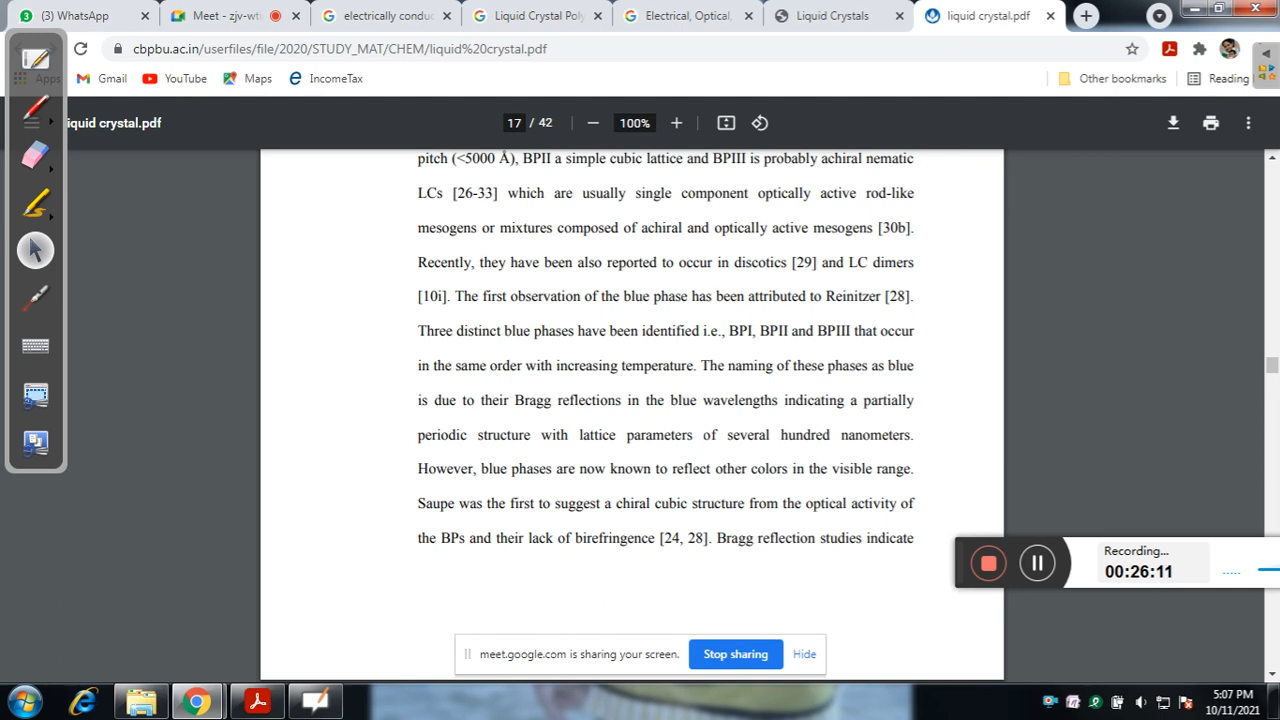 (3) WhatsApp
Meet - zjv-wti
electrically condu
Liquid crystal poly
Electrical, Optical
Liquid Crystals
liquid crystal.pdf
cbpbu.ac.in/userfiles/file/2020/STUDY_MAT/CHEM/liquid%20crystal.pdf
Apps
Gmail
YouTube
Maps
IncomeTax
Other bookmarks
Reading
iquid crystal.pdf
17 / 42
100%
pitch (<5000 Å), BPII a simple cubic lattice and BPIII is probably achiral nematic
LCs [26-33] which are usually single component optically active rod-like
mesogens or mixtures composed of achiral and optically active mesogens [30b].
Recently, they have been also reported to occur in discotics [29] and LC dimers
[10i]. The first observation of the blue phase has been attributed to Reinitzer [28].
Three distinct blue phases have been identified i.e., BPI, BPII and BPIII that occur
in the same order with increasing temperature. The naming of these phases as blue
is due to their Bragg reflections in the blue wavelengths indicating a partially
periodic structure with lattice parameters of several hundred nanometers.
However, blue phases are now known to reflect other colors in the visible range.
Saupe was the first to suggest a chiral cubic structure from the optical activity of
the BPs and their lack of birefringence [24, 28]. Bragg reflection studies indicate
Recording...
00:26:11
meet.google.com is sharing your screen.
Stop sharing
Hide
5:07 PM
10/11/2021